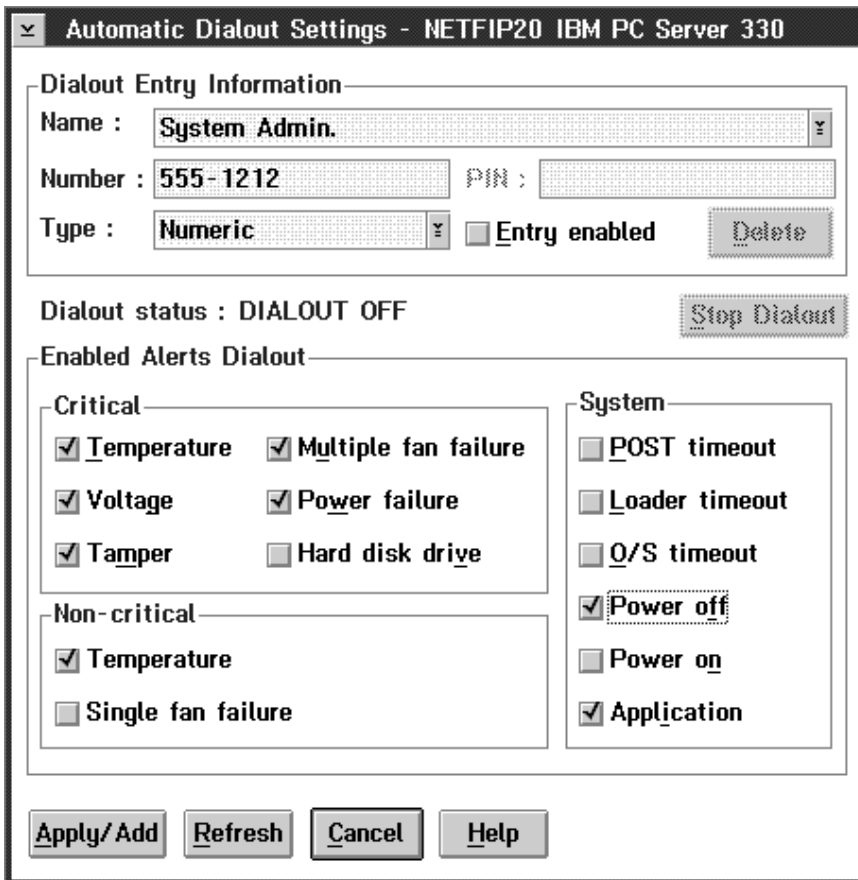 Automatic Dialout Settings - NETFIP20 IBM PC Server 330
Dialout Entry Information
Name : System Admin.
Number : 555-1212 PIN :
Type : Numeric Entry enabled Delete
Dialout status : DIALOUT OFF Stop Dialout
Enabled Alerts Dialout
Critical
Temperature Multiple fan failure
Voltage Power failure
Tamper Hard disk drive
Non-critical
Temperature
Single fan failure
System
POST timeout
Loader timeout
O/S timeout
Power off
Power on
Application
Apply/Add Refresh Cancel Help